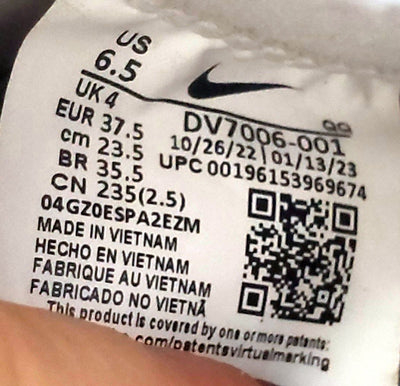 US
6.5
UK 4
EUR 37.5
cm 23.5
BR 35.5
CN 235(2.5)
04GZ0ESPA2EZM
QG
DV7006-001
10/26/22 | 01/13/23
UPC 00196153969674
MADE IN VIETNAM
HECHO EN VIETNAM
FABRIQUE AU VIETNAM
FABRICADO NO VIETNÃ
This product is covered by one or more patents:
.com/patentsvirtualmarking